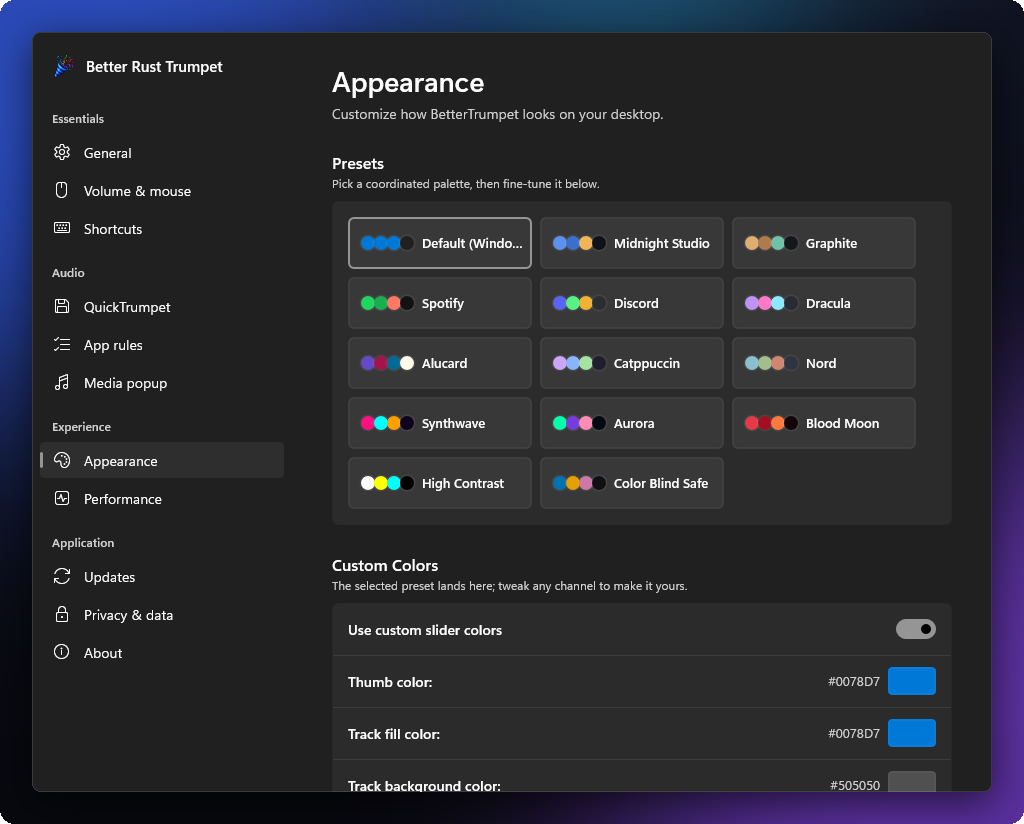 Better Rust Trumpet
Essentials
General
Volume & mouse
Shortcuts
Audio
QuickTrumpet
App rules
Media popup
Experience
Appearance
Performance
Application
Updates
Privacy & data
About
Appearance
Customize how BetterTrumpet looks on your desktop.
Presets
Pick a coordinated palette, then fine-tune it below.
Default (Windo...
Midnight Studio
Graphite
Spotify
Discord
Dracula
Alucard
Catppuccin
Nord
Synthwave
Aurora
Blood Moon
High Contrast
Color Blind Safe
Custom Colors
The selected preset lands here; tweak any channel to make it yours.
Use custom slider colors
Thumb color:
#0078D7
Track fill color:
#0078D7
Track background color:
#505050